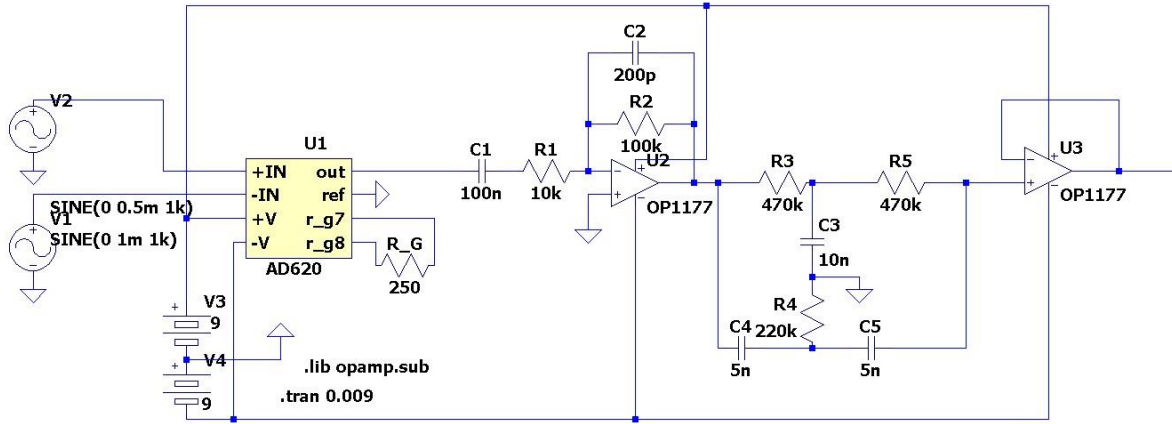 C2
200p
R2
100k
V2
U1
+IN
-IN
+V
-V
out
ref
r_g7
r_g8
AD620
SINE(0 0.5m 1k)
V1
SINE(0 1m 1k)
R_G
250
C1
100n
R1
10k
U2
OP1177
R3
470k
R5
470k
U3
OP1177
C3
10n
R4
220k
C4
5n
C5
5n
V3
9
V4
9
.lib opamp.sub
.tran 0.009